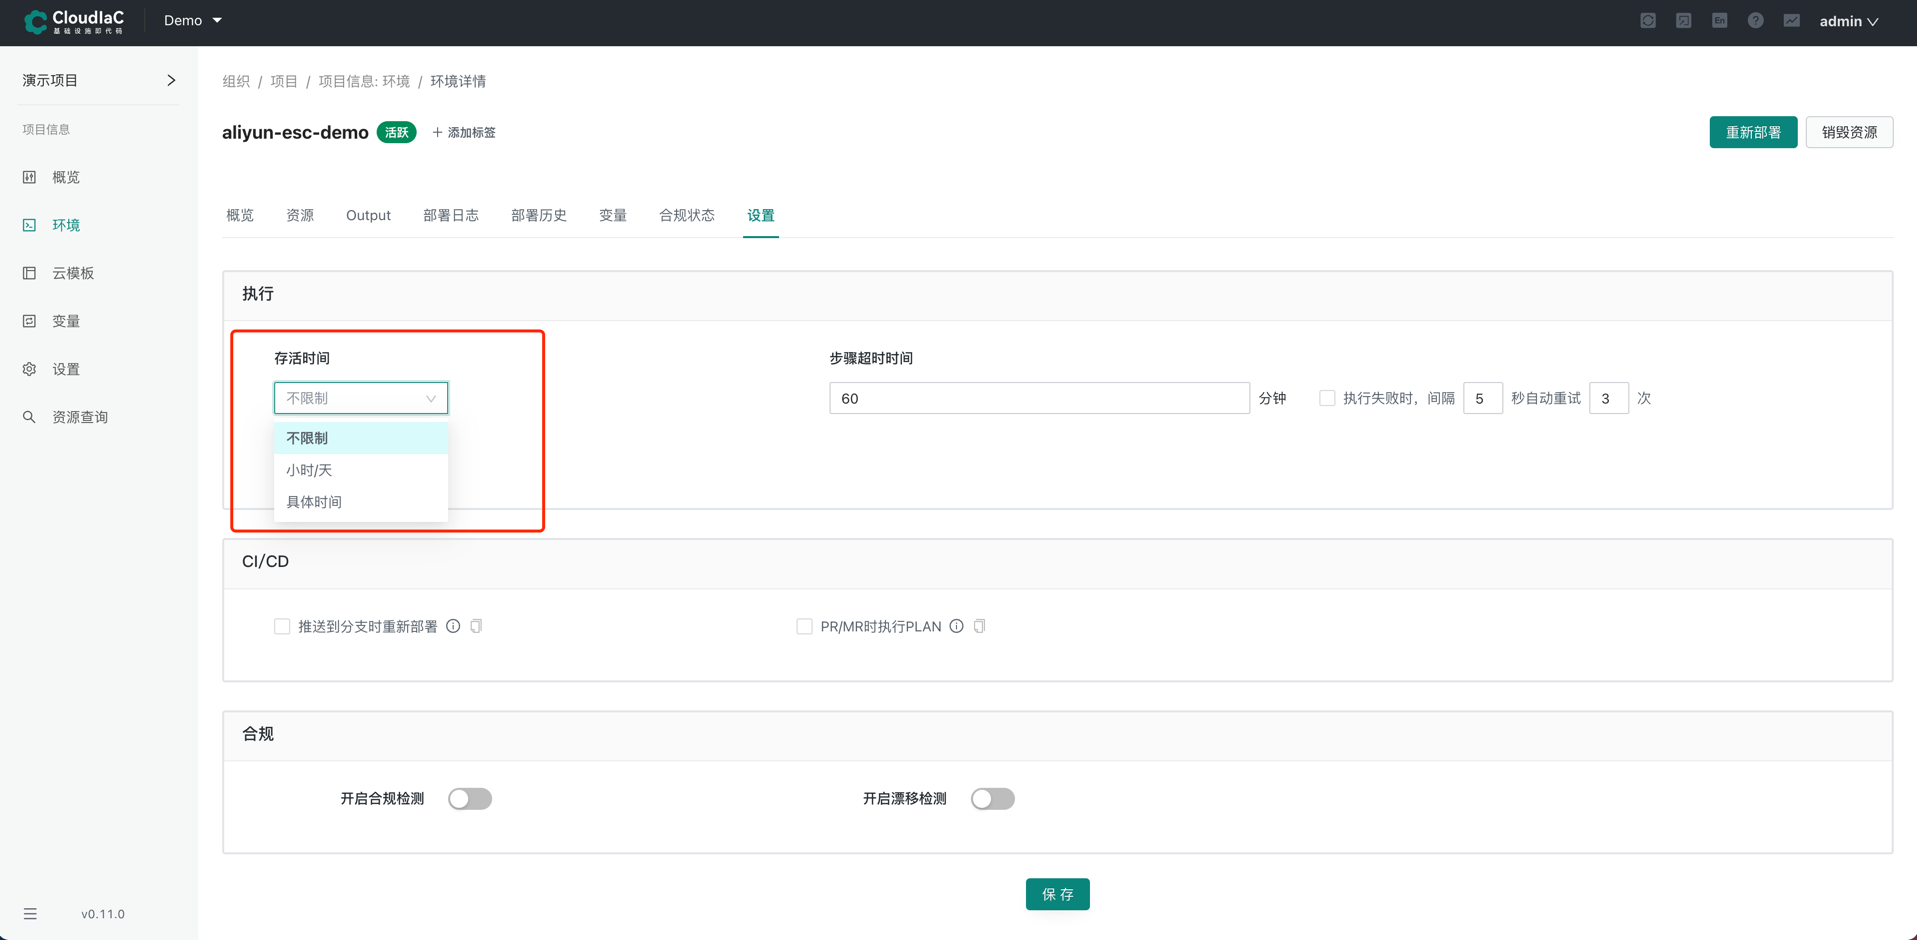 CloudIaC
基础设施即代码
Demo
En
admin
演示项目
项目信息
概览
环境
云模板
变量
设置
资源查询
v0.11.0
组织 / 项目 / 项目信息: 环境 / 环境详情
aliyun-esc-demo 活跃 + 添加标签
重新部署 销毁资源
概览 资源 Output 部署日志 部署历史 变量 合规状态 设置
执行
存活时间
不限制
不限制
小时/天
具体时间
步骤超时时间
60 分钟 执行失败时，间隔 5 秒自动重试 3 次
CI/CD
推送到分支时重新部署
PR/MR时执行PLAN
合规
开启合规检测
开启漂移检测
保 存